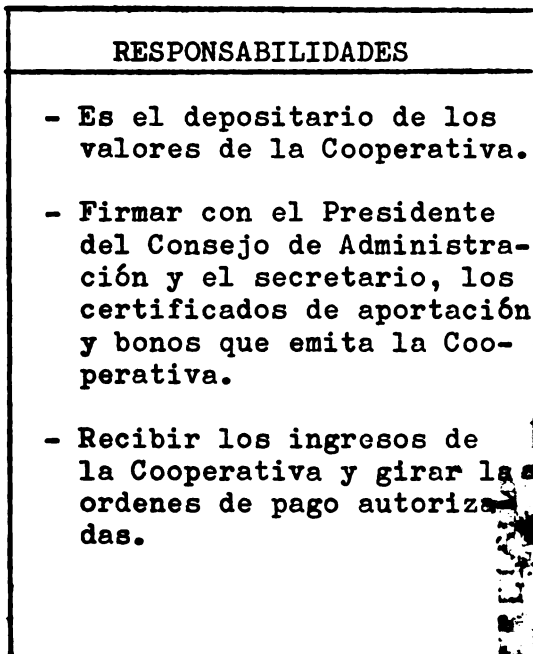 RESPONSABILIDADES
- Es el depositario de los
valores de la Cooperativa.
- Firmar con el Presidente
del Consejo de Administra-
ción y el secretario, los
certificados de aportación
y bonos que emita la Coo-
perativa.
- Recibir los ingresos de
la Cooperativa y girar las
ordenes de pago autoriza
das.